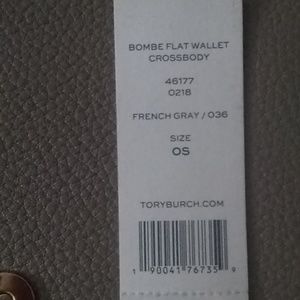 BOMBE FLAT WALLET
CROSSBODY
46177
0218
FRENCH GRAY / 036
SIZE
OS
TORYBURCH.COM
1 90041 76735 9